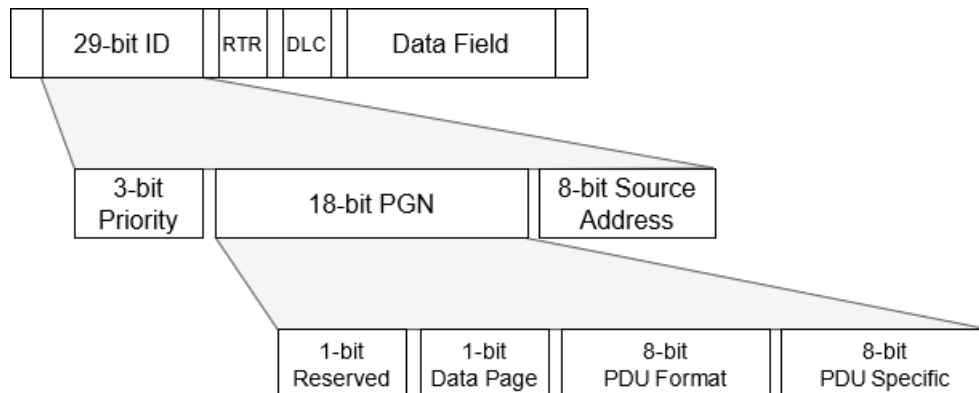 29-bit ID
RTR
DLC
Data Field
3-bit
Priority
18-bit PGN
8-bit Source
Address
1-bit
Reserved
1-bit
Data Page
8-bit
PDU Format
8-bit
PDU Specific